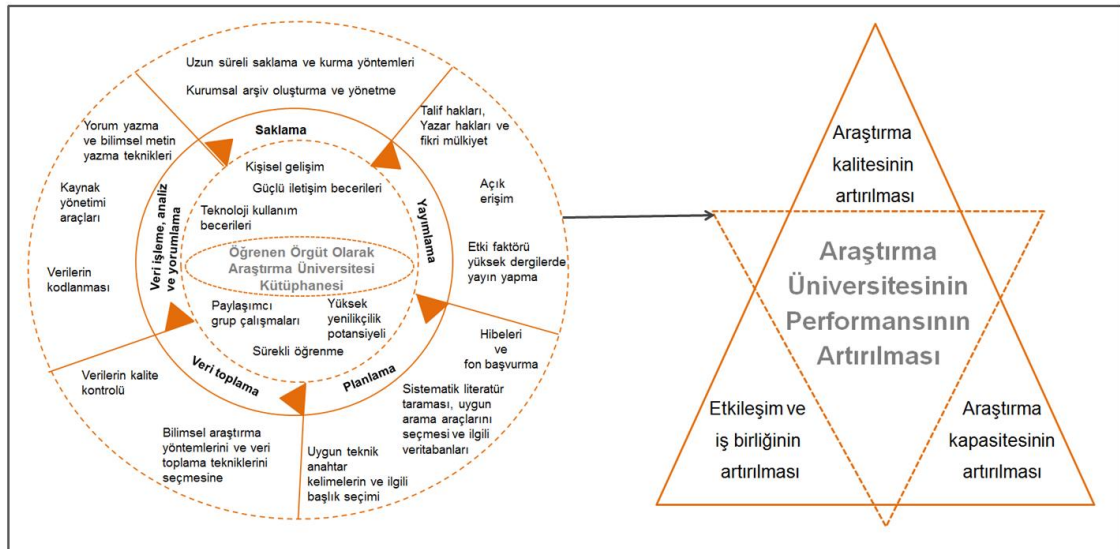 Uzun süreli saklama ve kurma yöntemleri
Kurumsal arşiv oluşturma ve yönetme
Saklama
Talif hakları,
Yazar hakları ve
fikri mülkiyet
Açık
erişim
Etki faktörü
yüksek dergilerde
yayın yapma
Yayımlama
Hibeleri
ve
fon başvurma
Sistematik literatür
taraması, uygun
arama araçlarını
seçmesi ve ilgili
veritabanları
Uygun teknik
anahtar
kelimelerin ve ilgili
başlık seçimi
Planlama
Bilimsel araştırma
yöntemlerini ve veri
toplama tekniklerini
seçmesine
Verilerin kalite
kontrolü
Veri toplama
Verilerin
kodlanması
Kaynak
yönetimi
araçları
Yorum yazma
ve bilimsel metin
yazma teknikleri
Veri işleme, analiz
ve yorumlama
Kişisel gelişim
Güçlü iletişim becerileri
Teknoloji kullanım
becerileri
Öğrenen Örgüt Olarak
Araştırma Üniversitesi
Kütüphanesi
Paylaşımcı
grup çalışmaları
Yüksek
yenilikçilik
potansiyeli
Sürekli öğrenme
Araştırma
kalitesinin
artırılması
Araştırma
Üniversitesinin
Performansının
Artırılması
Etkileşim ve
iş birliğinin
artırılması
Araştırma
kapasitesinin
artırılması